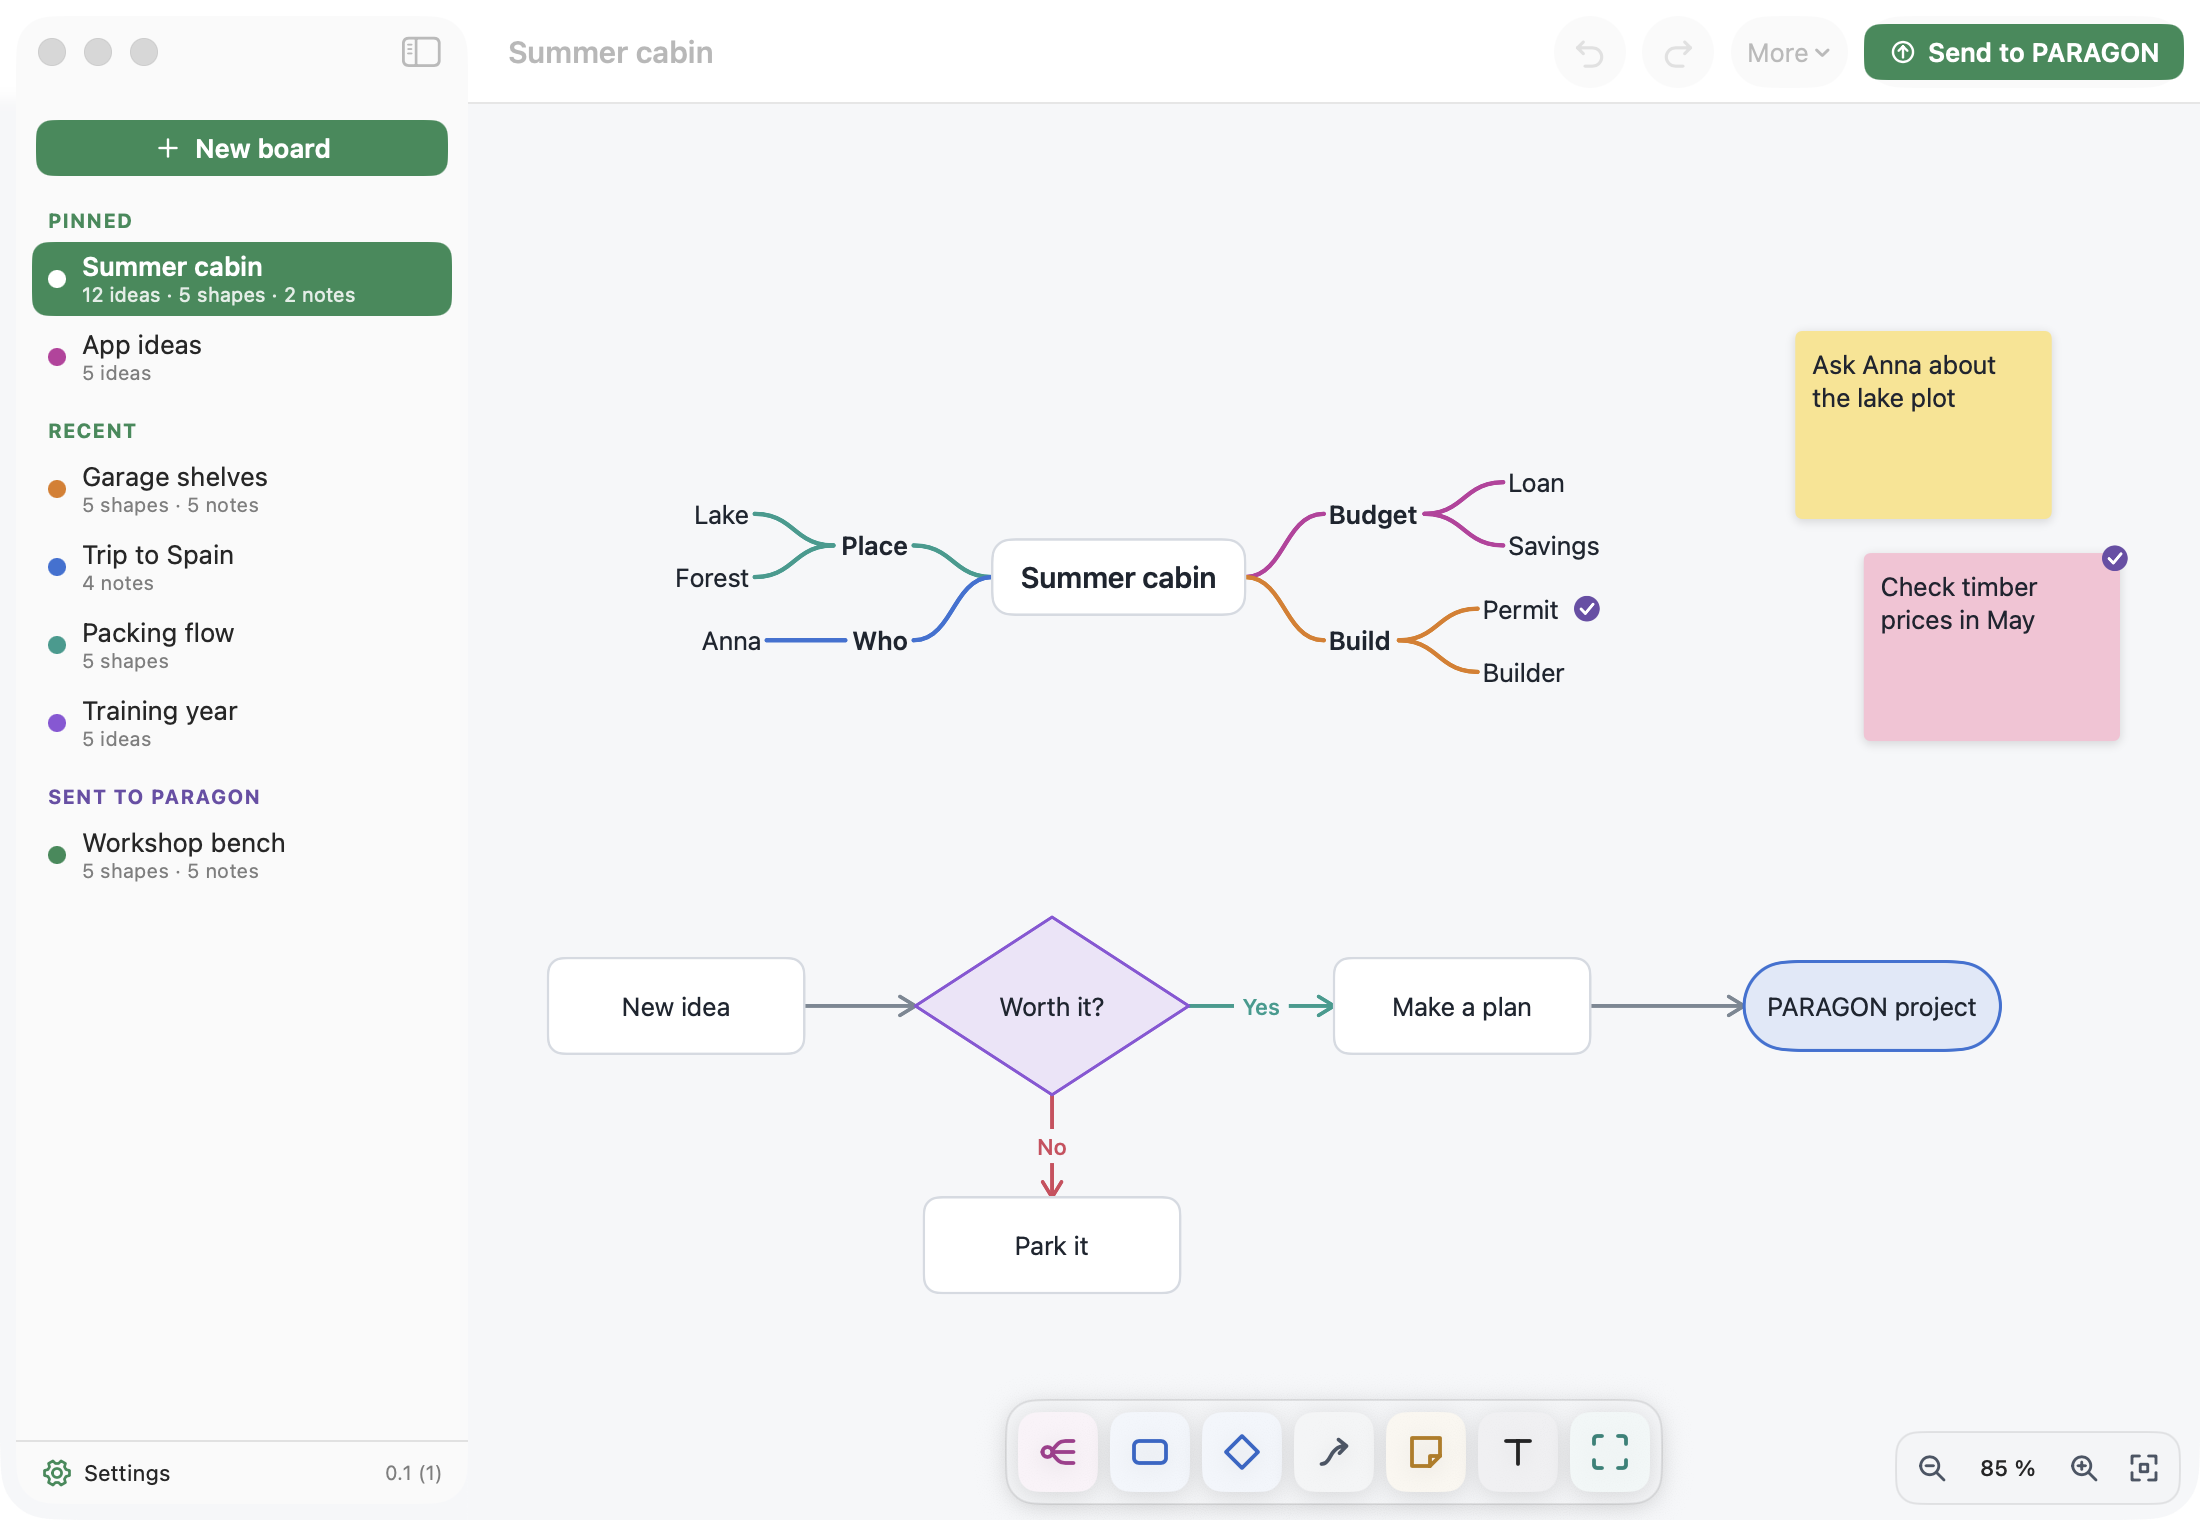 Summer cabin
More
Send to PARAGON
New board
PINNED
Summer cabin
12 ideas · 5 shapes · 2 notes
App ideas
5 ideas
RECENT
Garage shelves
5 shapes · 5 notes
Trip to Spain
4 notes
Packing flow
5 shapes
Training year
5 ideas
SENT TO PARAGON
Workshop bench
5 shapes · 5 notes
Settings
0.1 (1)
Ask Anna about
the lake plot
Check timber
prices in May
Lake
Forest
Place
Anna
Who
Summer cabin
Budget
Loan
Savings
Build
Permit
Builder
New idea
Worth it?
Yes
Make a plan
PARAGON project
No
Park it
T
85 %